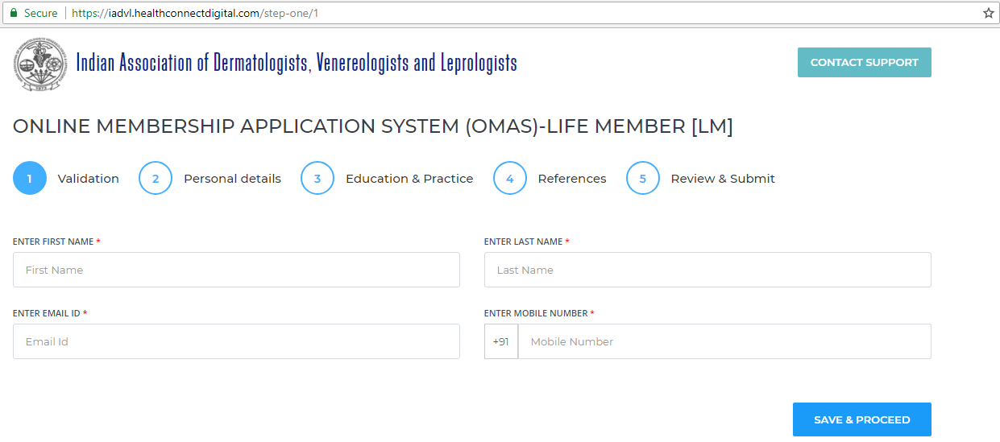 Secure https://iadvl.healthconnectdigital.com/step-one/1
Indian Association of Dermatologists, Venereologists and Leprologists
CONTACT SUPPORT
ONLINE MEMBERSHIP APPLICATION SYSTEM (OMAS)-LIFE MEMBER [LM]
1 Validation 2 Personal details 3 Education & Practice 4 References 5 Review & Submit
ENTER FIRST NAME * ENTER LAST NAME *
First Name Last Name
ENTER EMAIL ID * ENTER MOBILE NUMBER *
Email Id +91 Mobile Number
SAVE & PROCEED